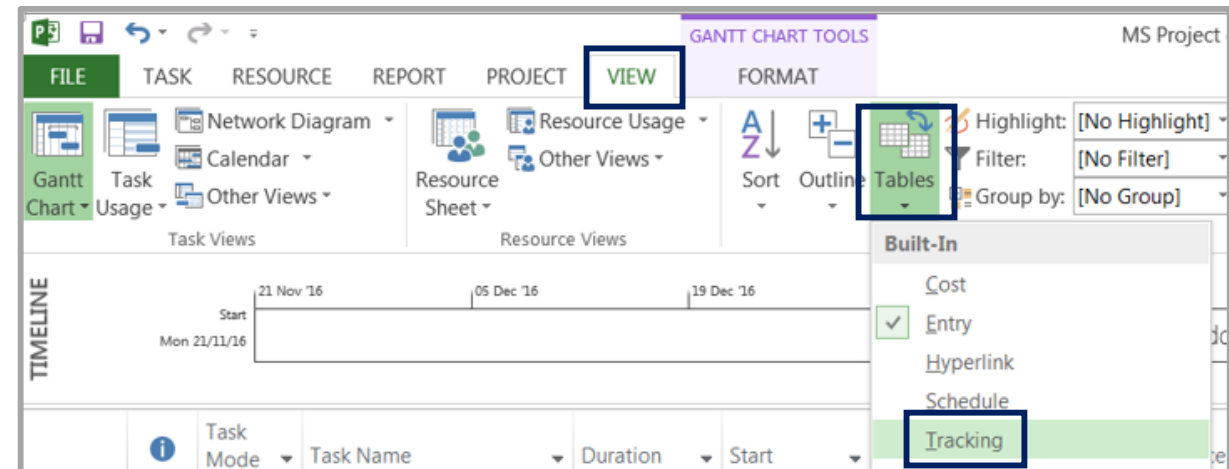 GANTT CHART TOOLS MS Project
FILE TASK RESOURCE REPORT PROJECT VIEW FORMAT
Gantt Chart
Task Usage
Network Diagram
Calendar
Other Views
Task Views
Resource Sheet
Resource Usage
Other Views
Resource Views
Sort
Outline
Tables
Highlight: [No Highlight]
Filter: [No Filter]
Group by: [No Group]
Built-In
Cost
Entry
Hyperlink
Schedule
Tracking
TIMELINE
21 Nov '16 05 Dec '16 19 Dec '16
Start
Mon 21/11/16
Task Mode Task Name Duration Start